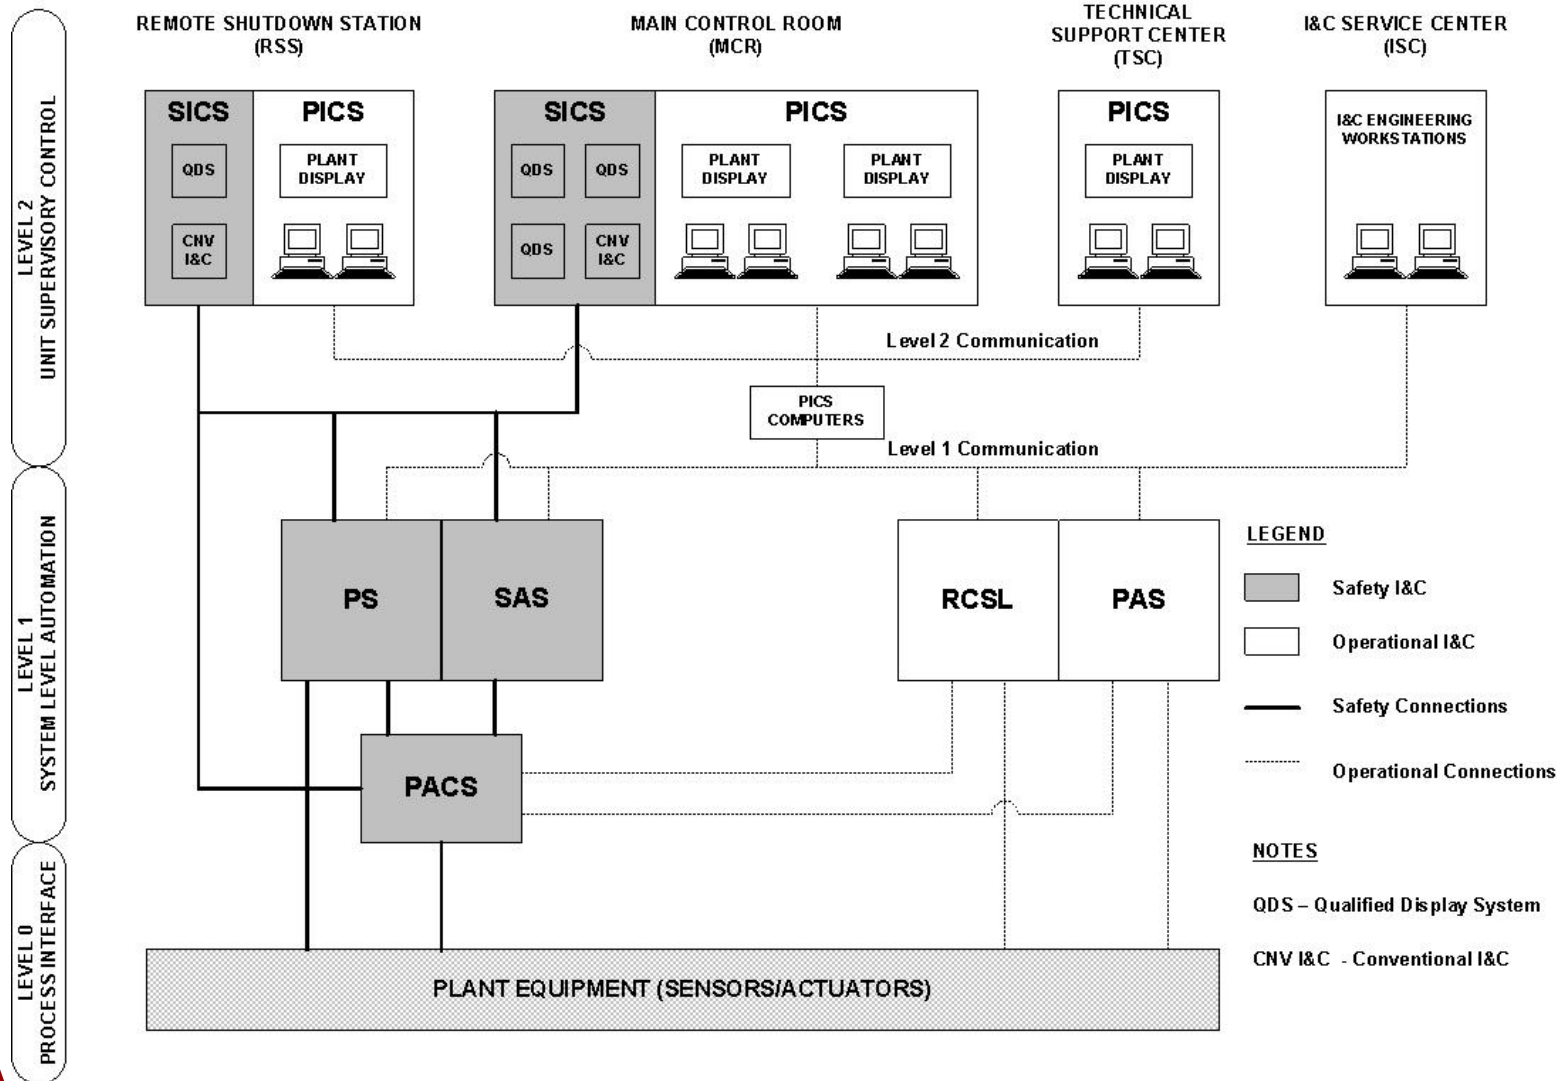 REMOTE SHUTDOWN STATION
(RSS)
MAIN CONTROL ROOM
(MCR)
TECHNICAL
SUPPORT CENTER
(TSC)
I&C SERVICE CENTER
(ISC)
LEVEL 2
UNIT SUPERVISORY CONTROL
SICS
PICS
QDS
PLANT
DISPLAY
CNV
I&C
SICS
PICS
QDS
QDS
PLANT
DISPLAY
PLANT
DISPLAY
QDS
CNV
I&C
PICS
PLANT
DISPLAY
I&C ENGINEERING
WORKSTATIONS
Level 2 Communication
PICS
COMPUTERS
Level 1 Communication
LEVEL 1
SYSTEM LEVEL AUTOMATION
PS
SAS
RCSL
PAS
PACS
LEGEND
Safety I&C
Operational I&C
Safety Connections
Operational Connections
LEVEL 0
PROCESS INTERFACE
PLANT EQUIPMENT (SENSORS/ACTUATORS)
NOTES
QDS – Qualified Display System
CNV I&C - Conventional I&C